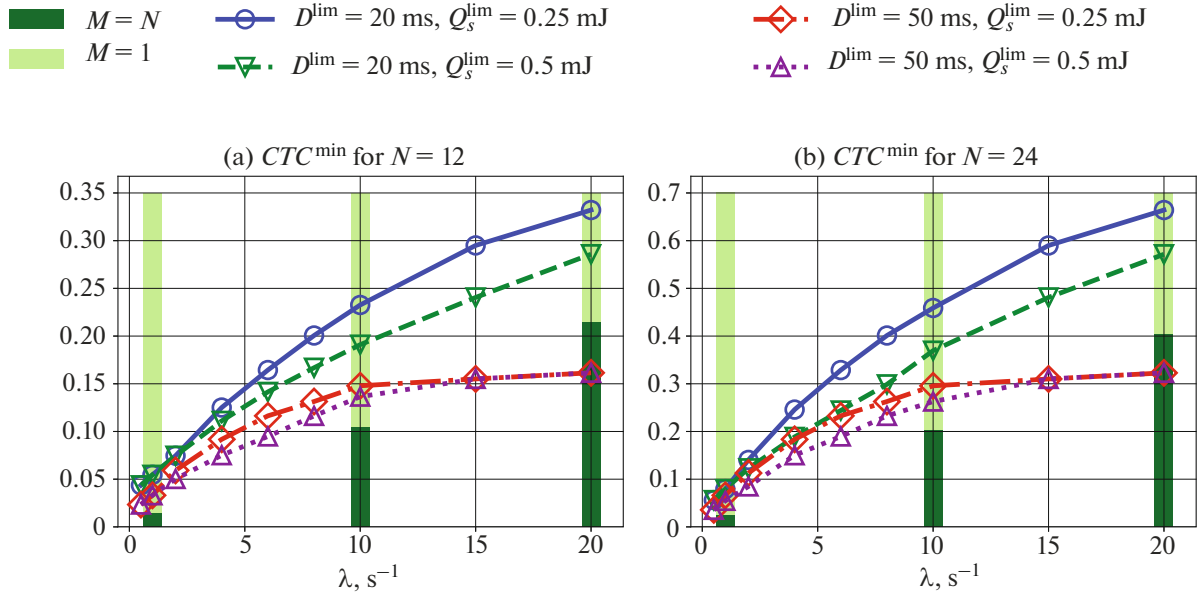 M = N
M = 1
D^lim = 20 ms, Q_s^lim = 0.25 mJ
D^lim = 20 ms, Q_s^lim = 0.5 mJ
D^lim = 50 ms, Q_s^lim = 0.25 mJ
D^lim = 50 ms, Q_s^lim = 0.5 mJ
(a) CTC^min for N = 12
0.35
0.30
0.25
0.20
0.15
0.10
0.05
0
0 5 10 15 20
λ, s⁻¹
(b) CTC^min for N = 24
0.7
0.6
0.5
0.3
0.3
0.2
0.1
0
0 5 10 15 20
λ, s⁻¹